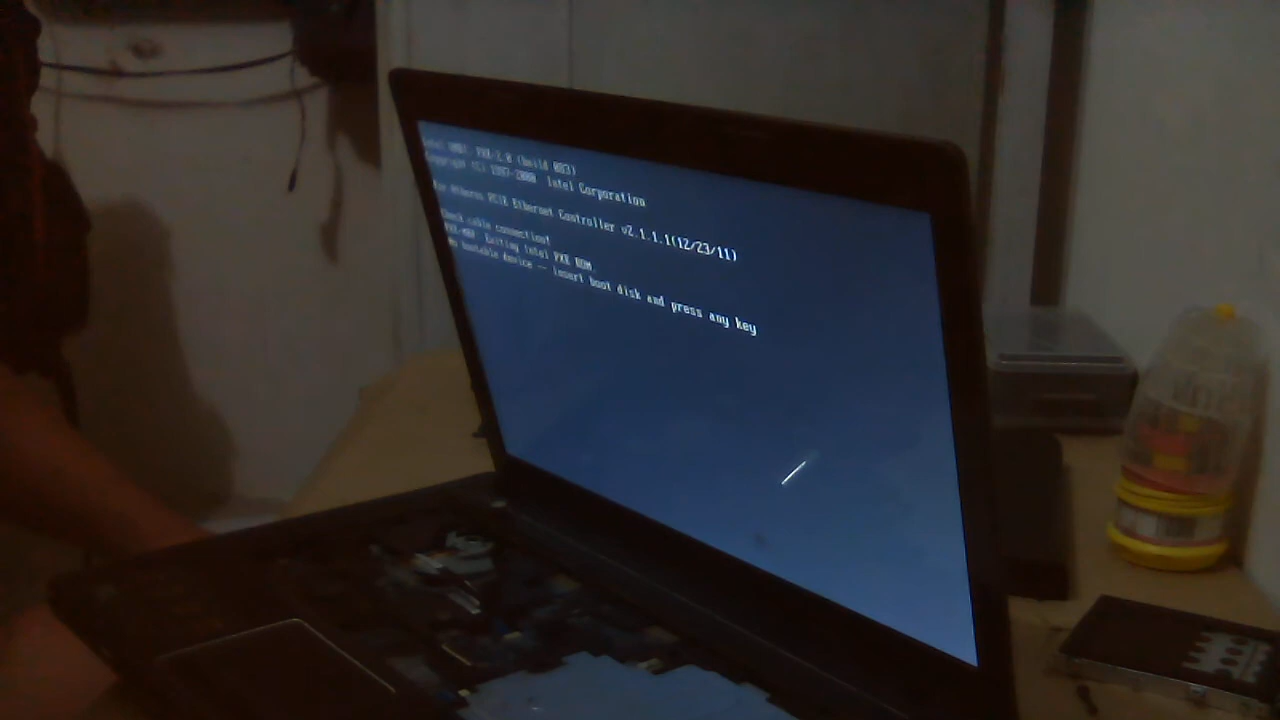 Intel UNDI, PXE-2.0 (build 083)
Copyright (C) 1997-2000 Intel Corporation
for Atheros PCIE Ethernet Controller v2.1.1.1(12/23/11)
Check cable connection!
PXE-M0F: Exiting Intel PXE ROM.
No bootable device -- insert boot disk and press any key